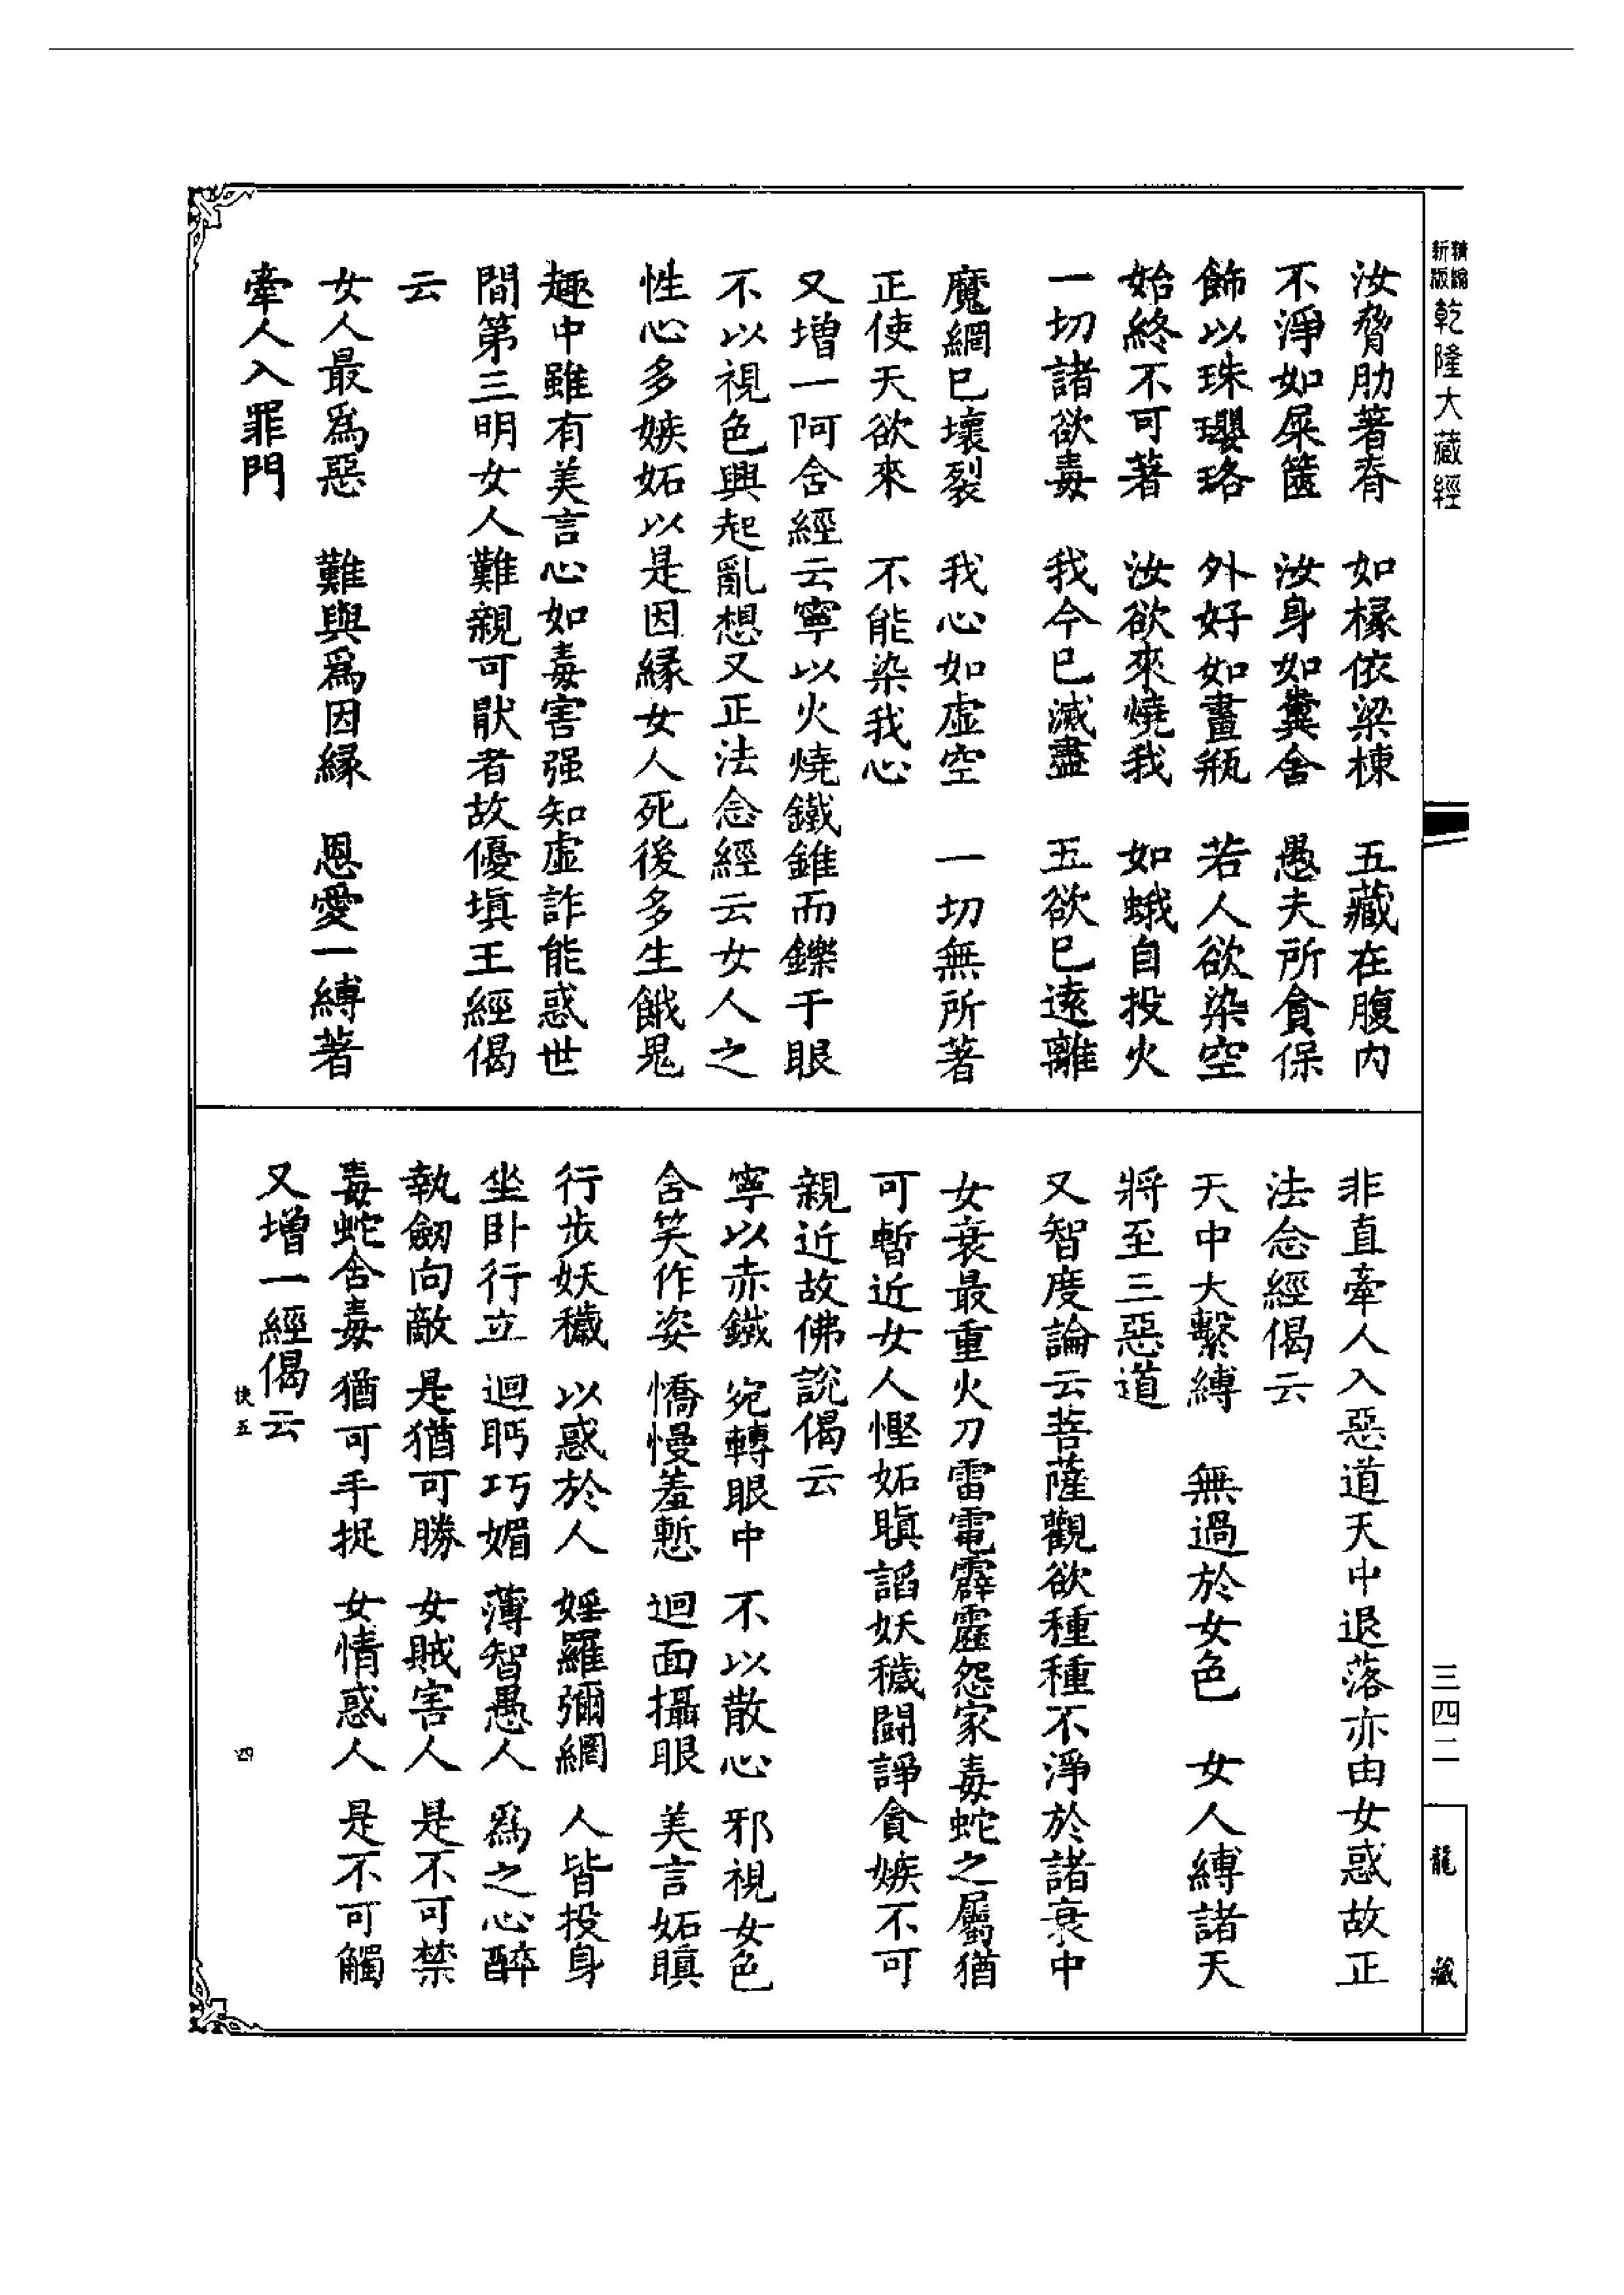 精編新版乾隆大藏經
三四二
龍藏
汝脅肋著脊 如椽依梁棟 五藏在腹內
不淨如屎篋 汝身如糞舍 愚夫所貪保
飾以珠瓔珞 外好如畫瓶 若人欲染空
始終不可著 汝欲來燒我 如蛾自投火
一切諸欲毒 我今已滅盡 五欲已遠離
魔網已壞裂 我心如虛空 一切無所著
正使天欲來 不能染我心
又增一阿含經云寧以火燒鐵錐而鑠于眼
不以視色興起亂想又正法念經云女人之
性心多嫉妬以是因緣女人死後多生餓鬼
趣中雖有美言心如毒害强知虛詐能惑世
間第三明女人難親可猒者故優填王經偈
云
女人最爲惡 難與爲因緣 恩愛一縛著
牽人入罪門
非直牽人入惡道天中退落亦由女惑故正
法念經偈云
天中大繫縛 無過於女色 女人縛諸天
將至三惡道
又智度論云菩薩觀欲種種不淨於諸衰中
女衰最重火刀雷電霹靂怨家毒蛇之屬猶
可暫近女人慳妬瞋諂妖穢鬪諍貪嫉不可
親近故佛說偈云
寧以赤鐵 宛轉眼中 不以散心 邪視女色
含笑作姿 憍慢羞慙 迴面攝眼 美言妬瞋
行步妖穢 以惑於人 婬羅彌網 人皆投身
坐卧行立 迴眄巧媚 薄智愚人 爲之心醉
執劒向敵 是猶可勝 女賊害人 是不可禁
毒蛇含毒 猶可手捉 女情惑人 是不可觸
又增一經偈云
扶五 四